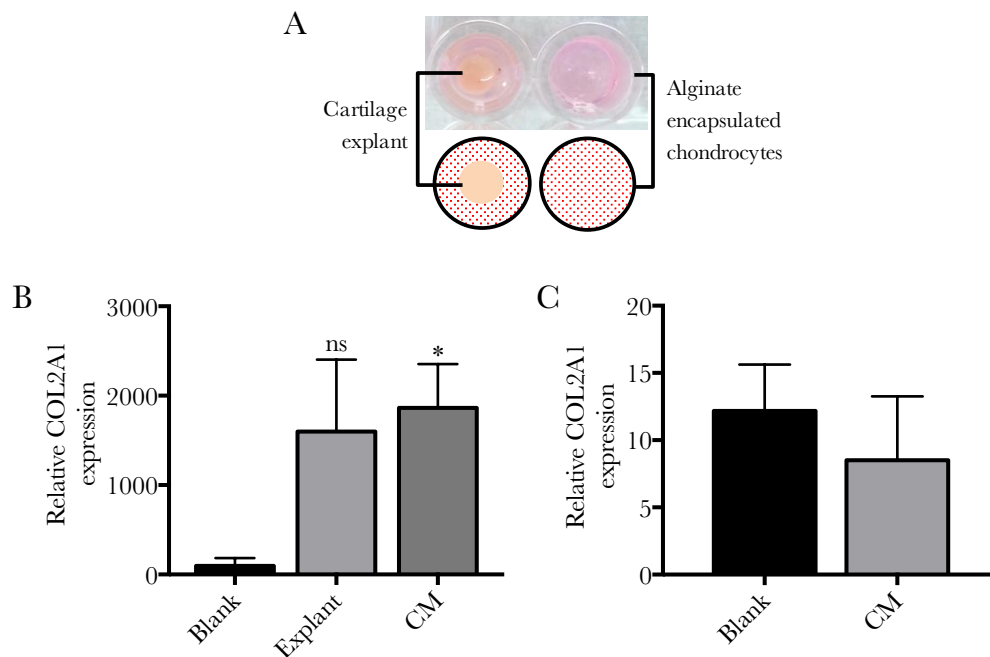 A
Cartilage
explant
Alginate
encapsulated
chondrocytes
B
Relative COL2A1
expression
3000
2000
1000
0
ns
*
Blank
Explant
CM
C
Relative COL2A1
expression
20
15
10
5
0
Blank
CM